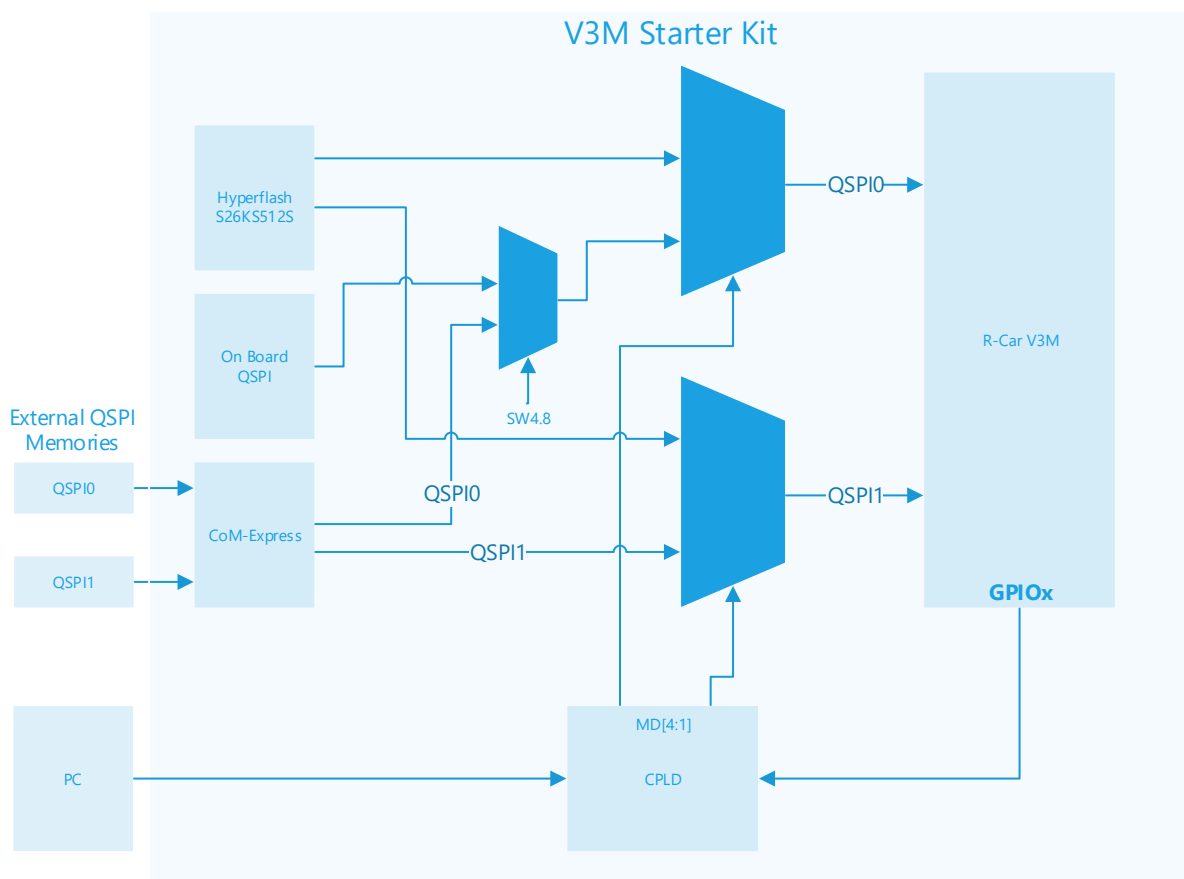 V3M Starter Kit
Hyperflash
S26KS512S
QSPI0
R-Car V3M
On Board
QSPI
SW4.8
External QSPI
Memories
QSPI0
QSPI0
QSPI1
CoM-Express
QSPI1
QSPI1
GPIOx
MD[4:1]
PC
CPLD